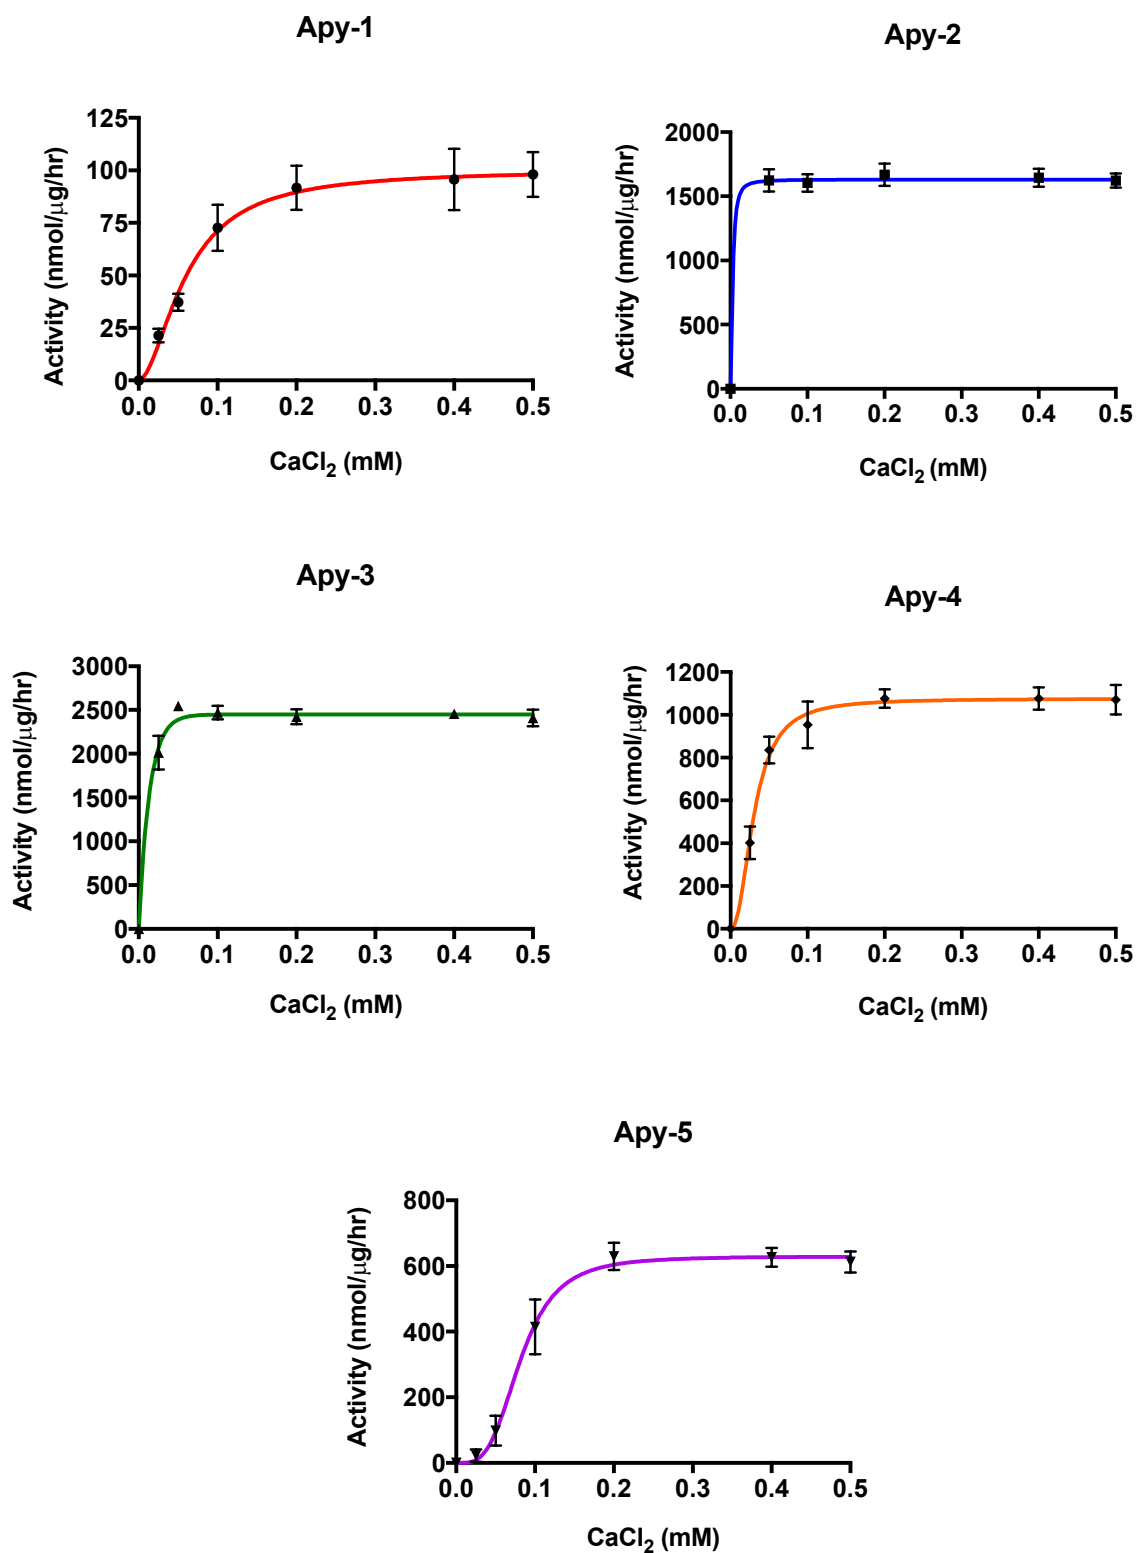 Apy-1
Activity (nmol/μg/hr)
125
100
75
50
25
0
0.0 0.1 0.2 0.3 0.4 0.5
CaCl₂ (mM)
Apy-2
Activity (nmol/μg/hr)
2000
1500
1000
500
0
0.0 0.1 0.2 0.3 0.4 0.5
CaCl₂ (mM)
Apy-3
Activity (nmol/μg/hr)
3000
2500
2000
1500
1000
500
0
0.0 0.1 0.2 0.3 0.4 0.5
CaCl₂ (mM)
Apy-4
Activity (nmol/μg/hr)
1200
1000
800
600
400
200
0
0.0 0.1 0.2 0.3 0.4 0.5
CaCl₂ (mM)
Apy-5
Activity (nmol/μg/hr)
800
600
400
200
0
0.0 0.1 0.2 0.3 0.4 0.5
CaCl₂ (mM)